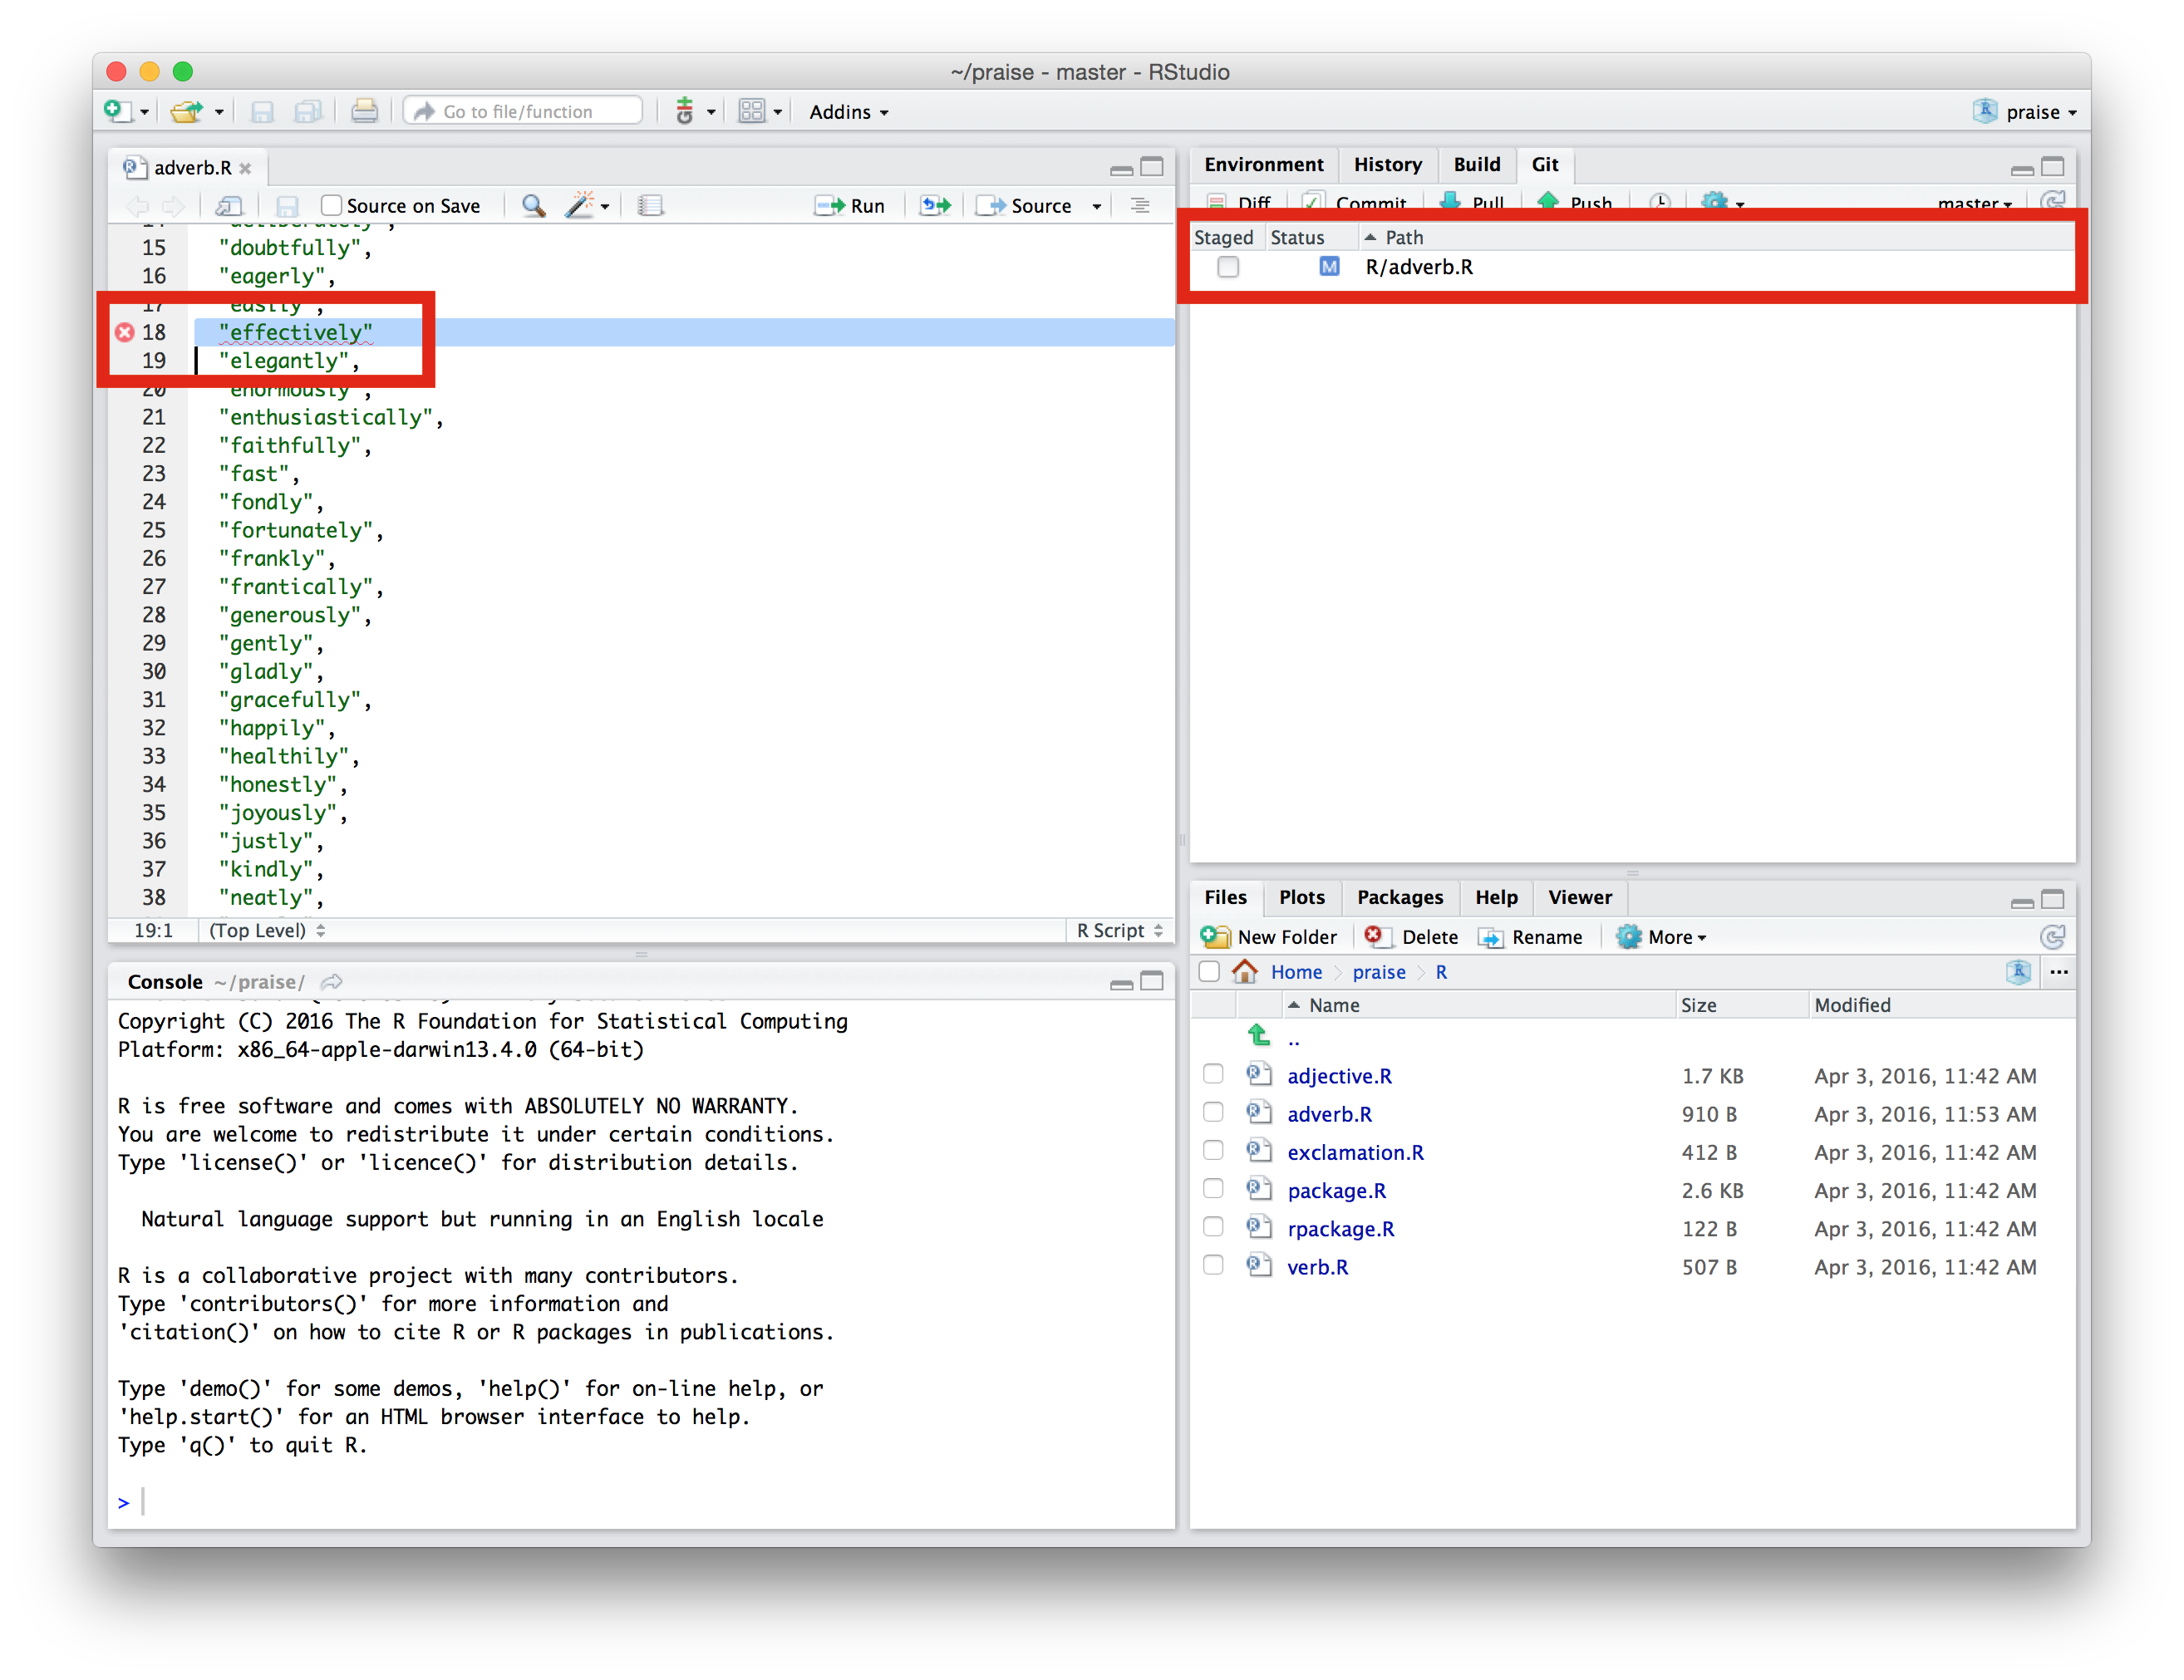 ~/praise - master - RStudio
Go to file/function
Addins
praise
adverb.R
Source on Save
Run
Source
15 "doubtfully",
16 "eagerly",
17 "easily",
18 "effectively"
19 "elegantly",
20 "enormously",
21 "enthusiastically",
22 "faithfully",
23 "fast",
24 "fondly",
25 "fortunately",
26 "frankly",
27 "frantically",
28 "generously",
29 "gently",
30 "gladly",
31 "gracefully",
32 "happily",
33 "healthily",
34 "honestly",
35 "joyously",
36 "justly",
37 "kindly",
38 "neatly",
19:1 (Top Level) R Script
Console ~/praise/
Copyright (C) 2016 The R Foundation for Statistical Computing
Platform: x86_64-apple-darwin13.4.0 (64-bit)
R is free software and comes with ABSOLUTELY NO WARRANTY.
You are welcome to redistribute it under certain conditions.
Type 'license()' or 'licence()' for distribution details.
Natural language support but running in an English locale
R is a collaborative project with many contributors.
Type 'contributors()' for more information and
'citation()' on how to cite R or R packages in publications.
Type 'demo()' for some demos, 'help()' for on-line help, or
'help.start()' for an HTML browser interface to help.
Type 'q()' to quit R.
>
Environment History Build Git
Diff Commit Pull Push master
Staged Status Path
M R/adverb.R
Files Plots Packages Help Viewer
New Folder Delete Rename More
Home praise R
Name Size Modified
..
adjective.R 1.7 KB Apr 3, 2016, 11:42 AM
adverb.R 910 B Apr 3, 2016, 11:53 AM
exclamation.R 412 B Apr 3, 2016, 11:42 AM
package.R 2.6 KB Apr 3, 2016, 11:42 AM
rpackage.R 122 B Apr 3, 2016, 11:42 AM
verb.R 507 B Apr 3, 2016, 11:42 AM